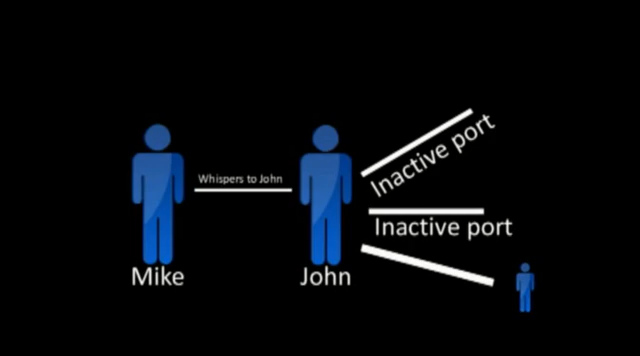 Whispers to John
Inactive port
Inactive port
Mike
John